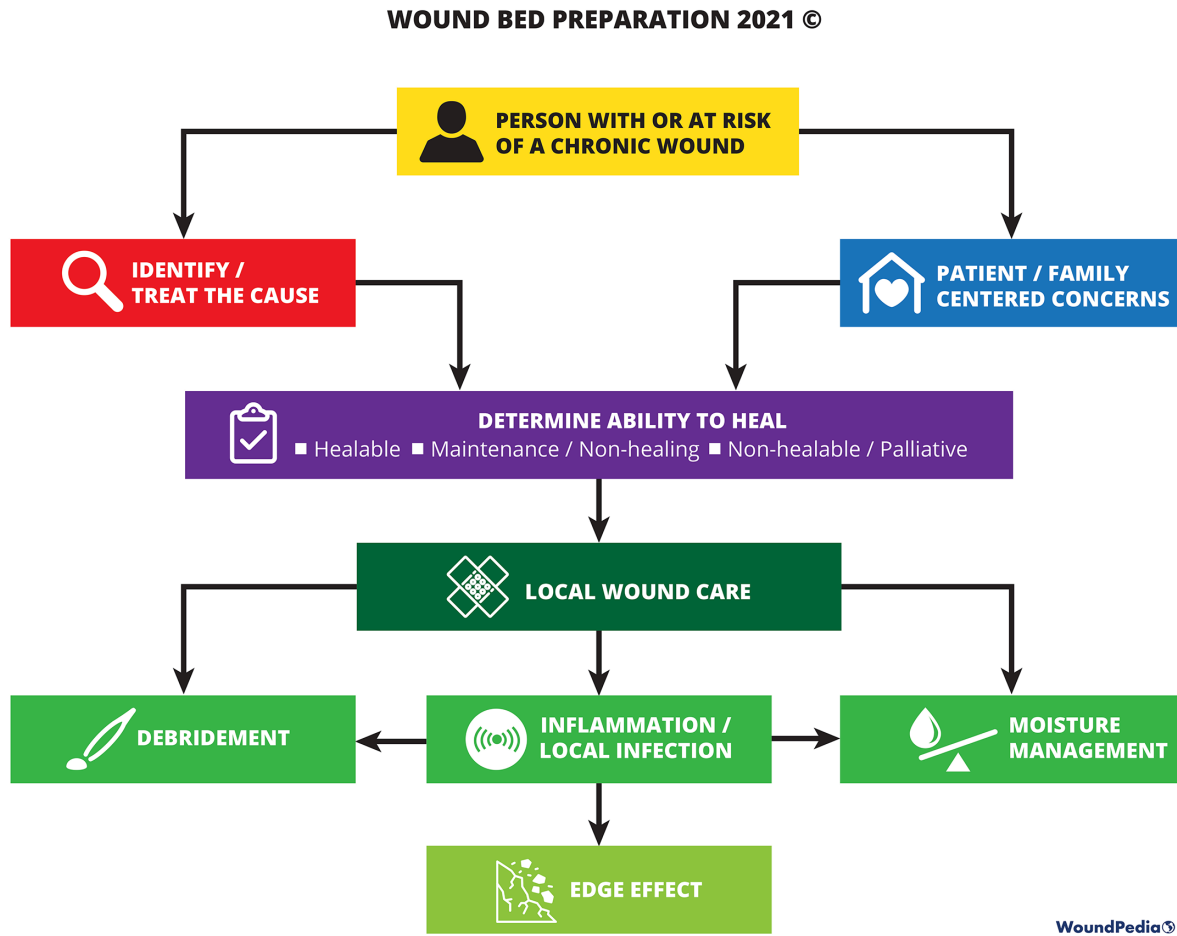 WOUND BED PREPARATION 2021 ©
PERSON WITH OR AT RISK
OF A CHRONIC WOUND
IDENTIFY /
TREAT THE CAUSE
PATIENT / FAMILY
CENTERED CONCERNS
DETERMINE ABILITY TO HEAL
■ Healable ■ Maintenance / Non-healing ■ Non-healable / Palliative
LOCAL WOUND CARE
DEBRIDEMENT
INFLAMMATION /
LOCAL INFECTION
MOISTURE
MANAGEMENT
EDGE EFFECT
WoundPedia